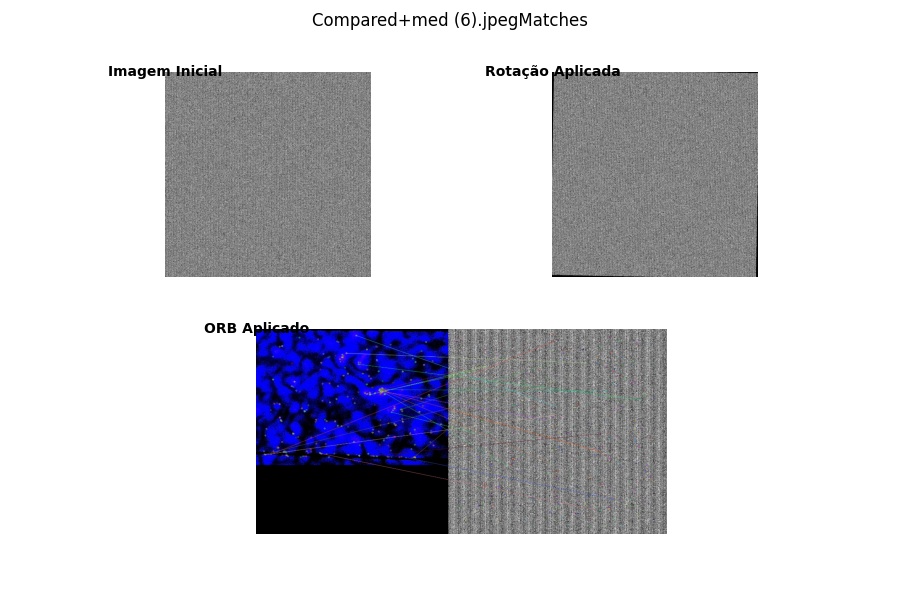 Compared+med (6).jpegMatches
Imagem Inicial
Rotação Aplicada
ORB Aplicado